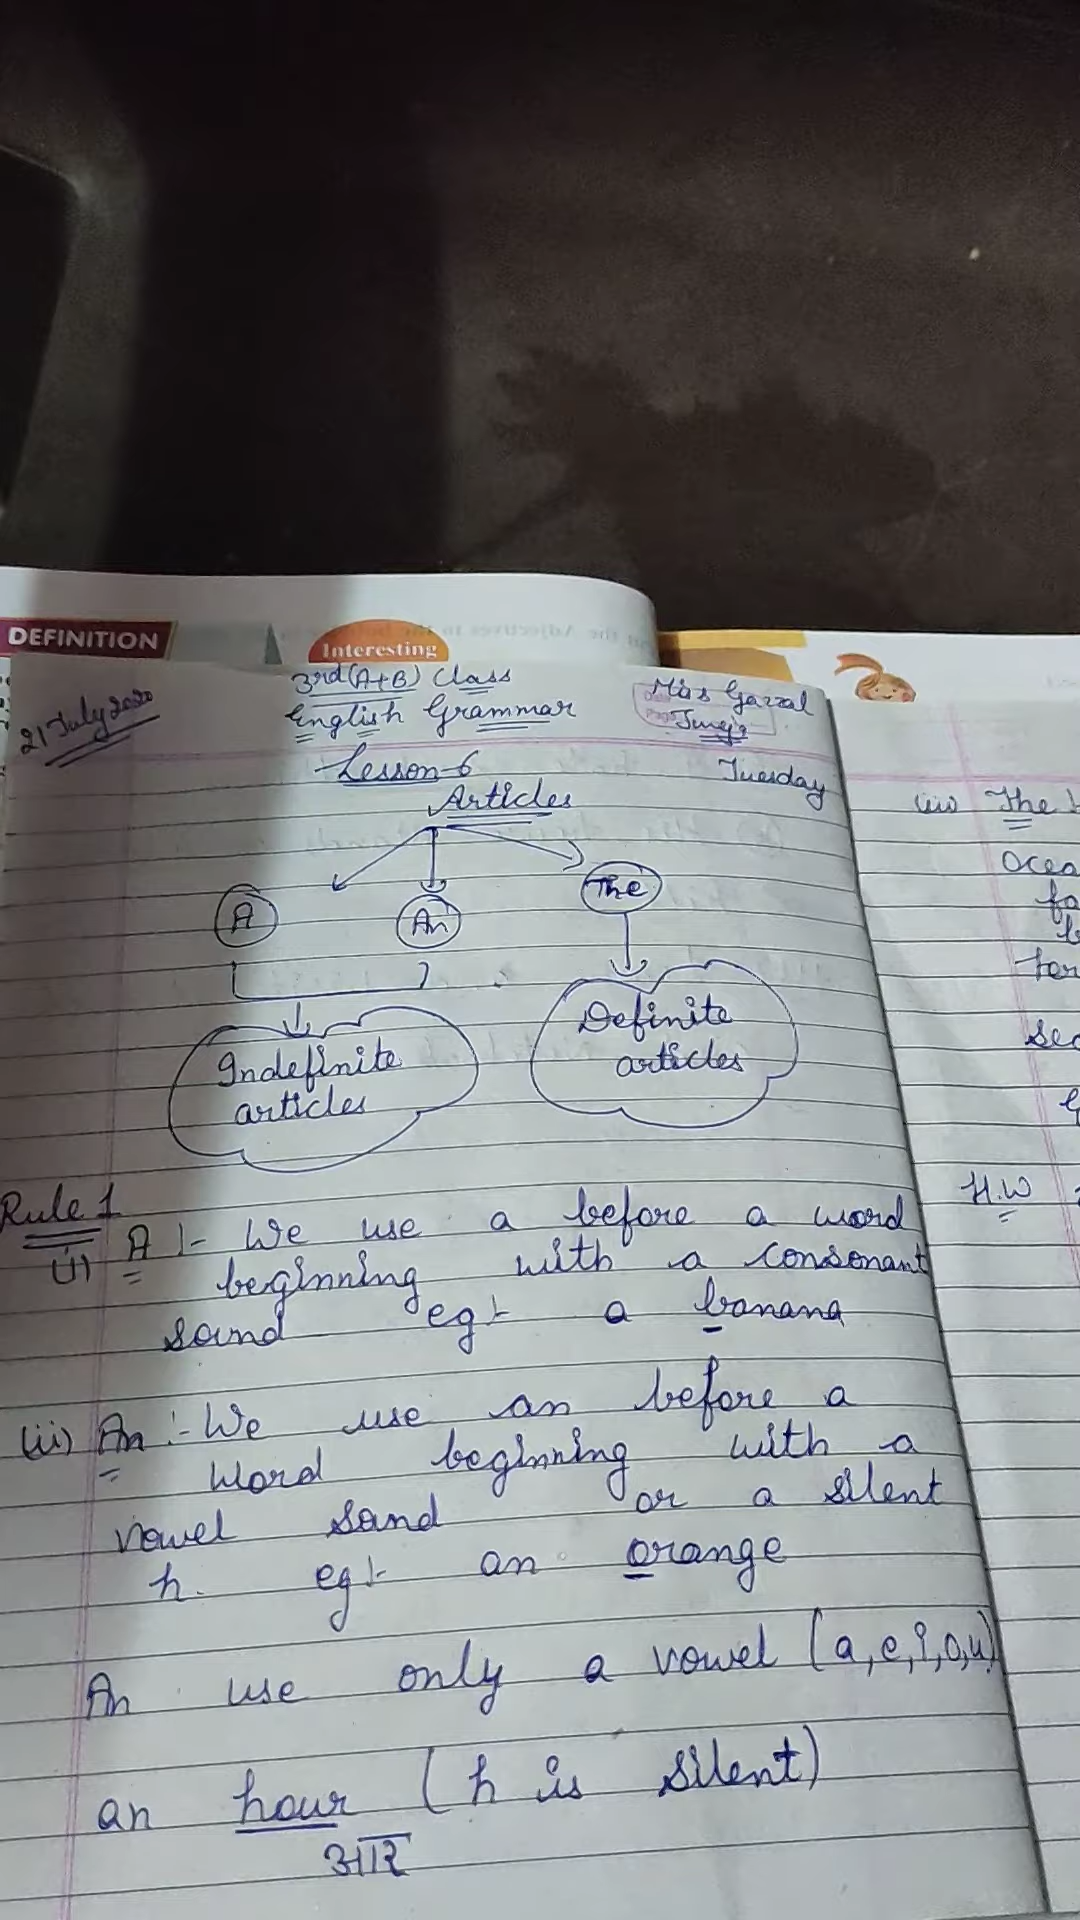 DEFINITION
Interesting
3rd (A+B) Class
21 July 2020
English Grammar
Miss Gazzal
Juneja
Lesson-6
Tuesday
Articles
A
An
The
Indefinite
articles
Definite
articles
Rule 1
(i) A :- We use a before a word
beginning with a consonant
sound eg:- a banana
(ii) An :- We use an before a
word beginning with a
vowel sound or a silent
h. eg:- an orange
An use only a vowel (a,e,i,o,u)
an hour (h is silent)
आर
(iii) The
H.W